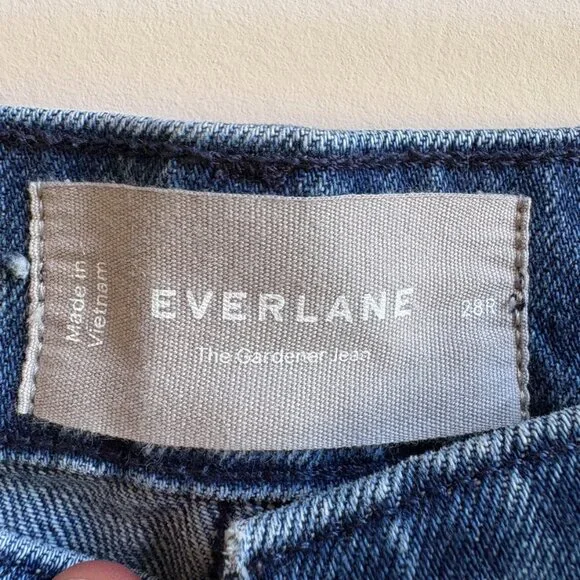 Made in
Vietnam
EVERLANE
28R
The Gardener Jean